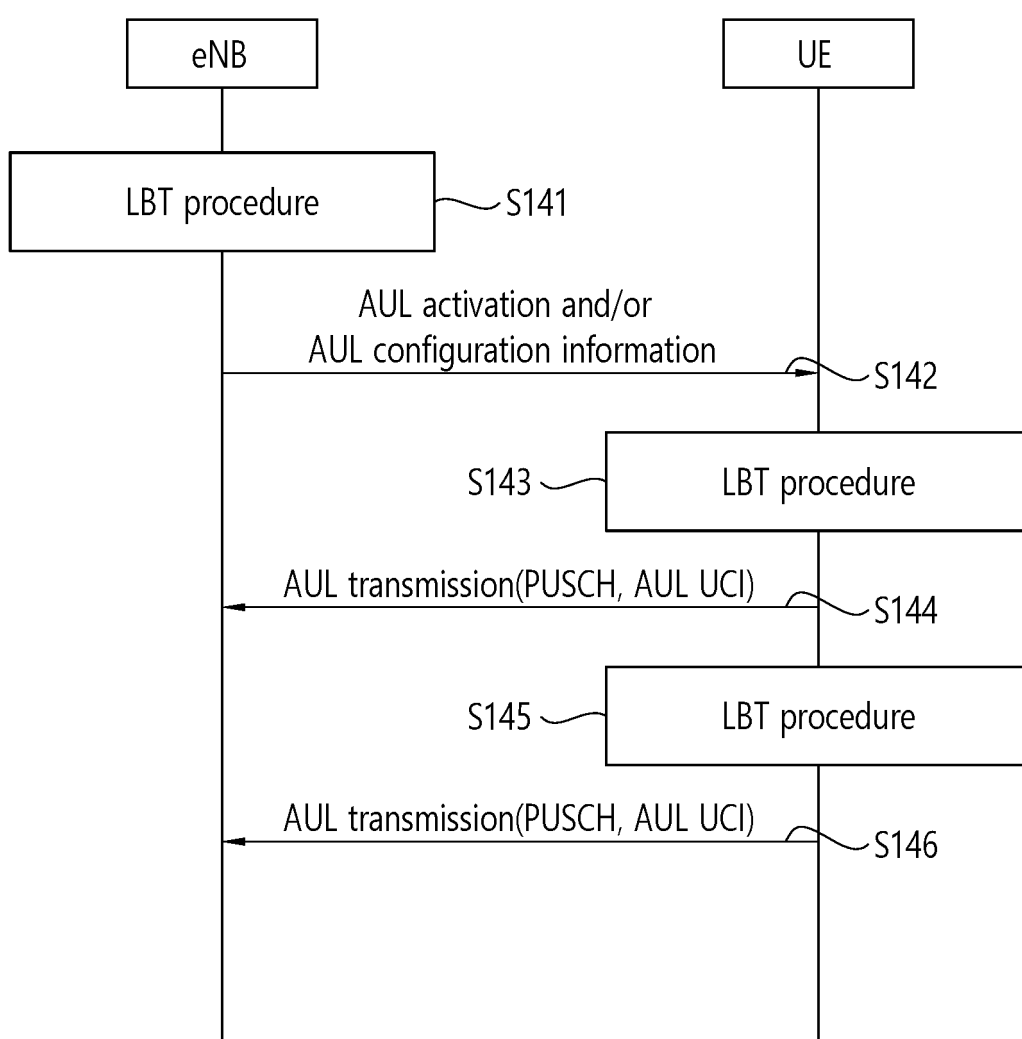 eNB
UE
LBT procedure
S141
AUL activation and/or
AUL configuration information
S142
S143
LBT procedure
AUL transmission(PUSCH, AUL UCI)
S144
S145
LBT procedure
AUL transmission(PUSCH, AUL UCI)
S146